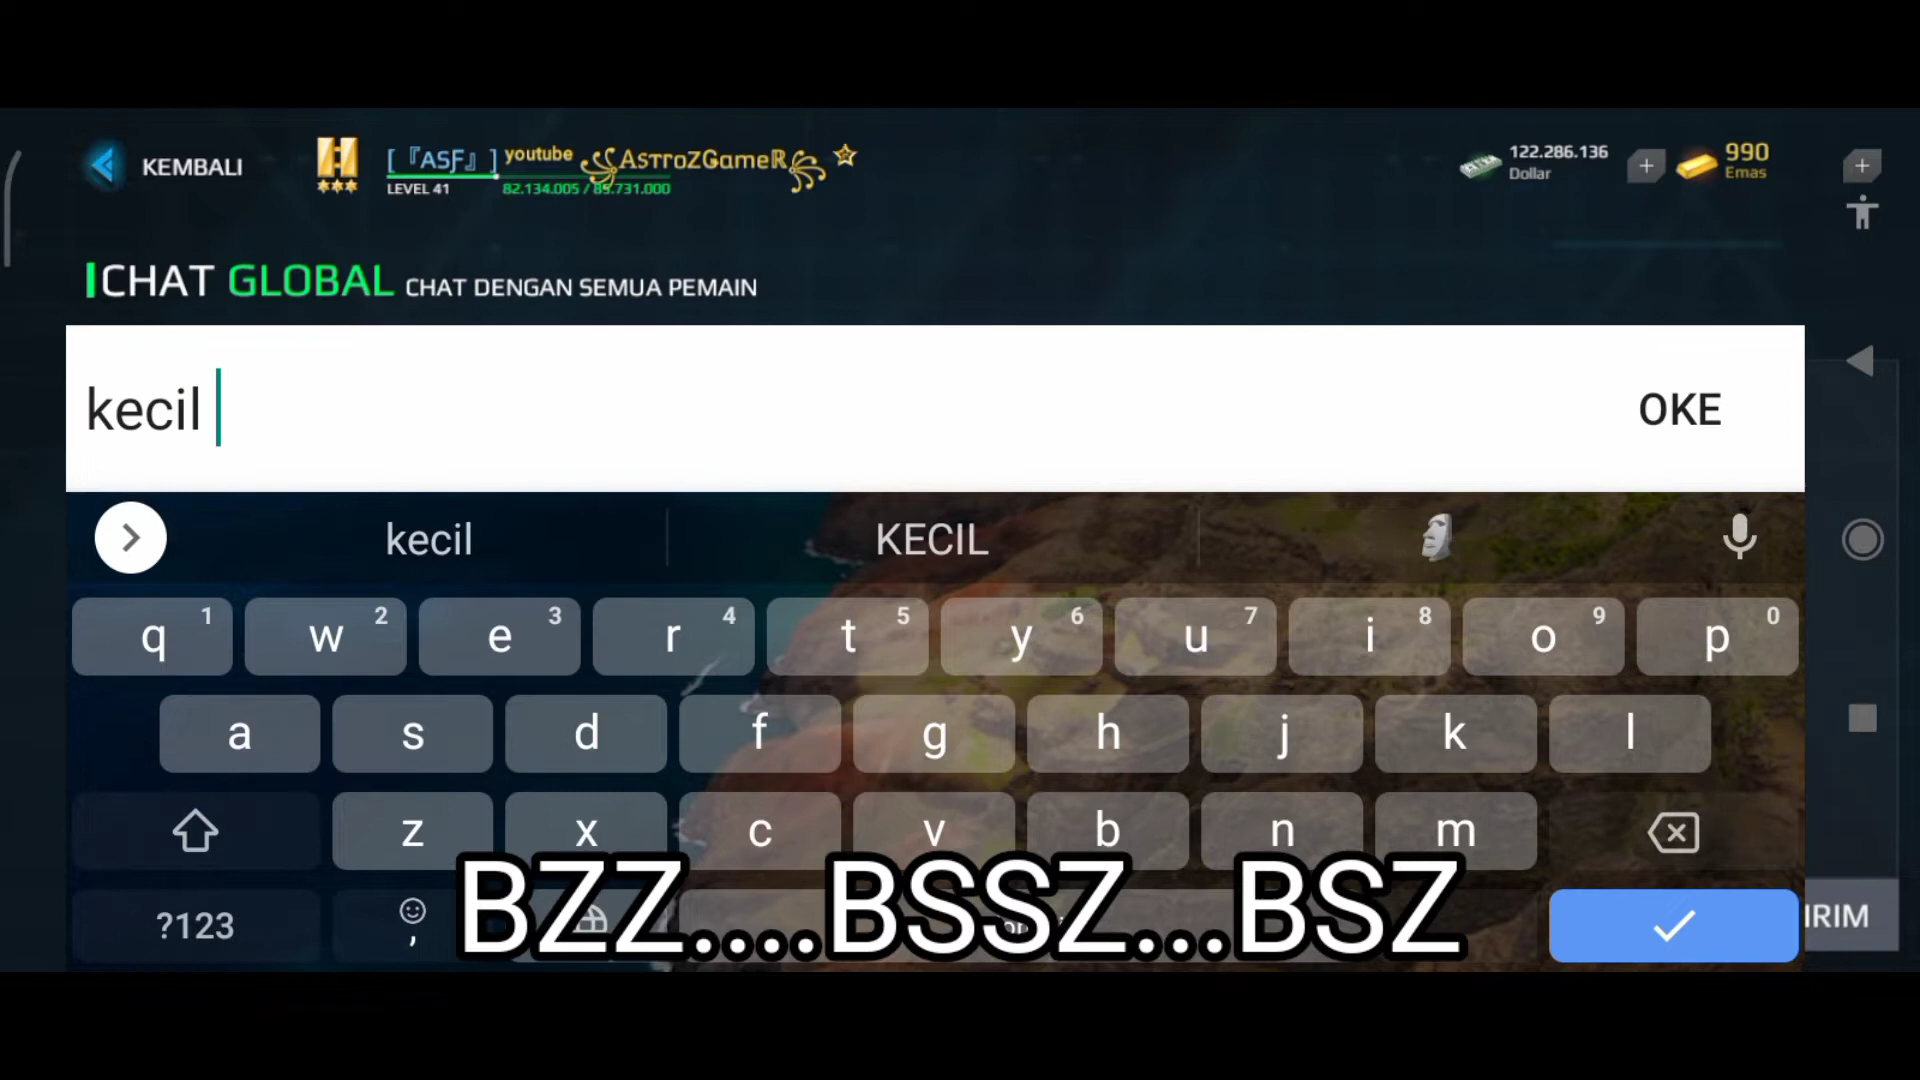 KEMBALI
[『ASƑ』] youtube ꧁AsтroZGameR꧂☆
LEVEL 41 82.134.005 / 85.731.000
122.286.136
Dollar
990
Emas
CHAT GLOBAL CHAT DENGAN SEMUA PEMAIN
kecil
OKE
kecil KECIL 🗿
q 1 w 2 e 3 r 4 t 5 y 6 u 7 i 8 o 9 p 0
a s d f g h j k l
z x c v b n m
?123 ,
IRIM
BZZ....BSSZ...BSZ